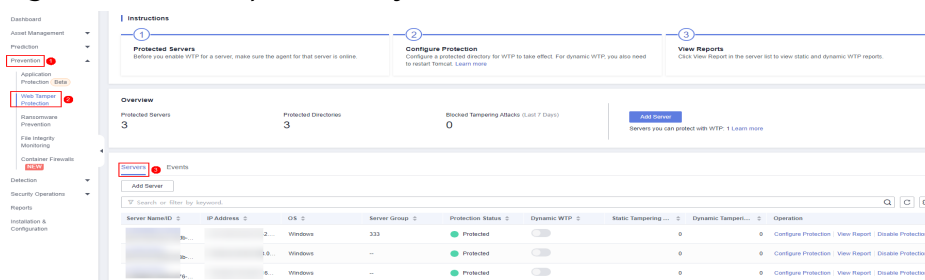 Dashboard
Asset Management
Prediction
Prevention 1
Application
Protection Beta
Web Tamper
Protection 2
Ransomware
Prevention
File Integrity
Monitoring
Container Firewalls
NEW
Detection
Security Operations
Reports
Installation &
Configuration
Instructions
1
Protected Servers
Before you enable WTP for a server, make sure the agent for that server is online.
2
Configure Protection
Configure a protected directory for WTP to take effect. For dynamic WTP, you also need
to restart Tomcat. Learn more
3
View Reports
Click View Report in the server list to view static and dynamic WTP reports.
Overview
Protected Servers
3
Protected Directories
3
Blocked Tampering Attacks (Last 7 Days)
0
Add Server
Servers you can protect with WTP: 1 Learn more
Servers 3 Events
Add Server
Search or filter by keyword.
Server Name/ID IP Address OS Server Group Protection Status Dynamic WTP Static Tampering ... Dynamic Tamperi... Operation
Windows 333 Protected 0 0 Configure Protection View Report Disable Protection
Windows -- Protected 0 0 Configure Protection View Report Disable Protection
Windows -- Protected 0 0 Configure Protection View Report Disable Protection